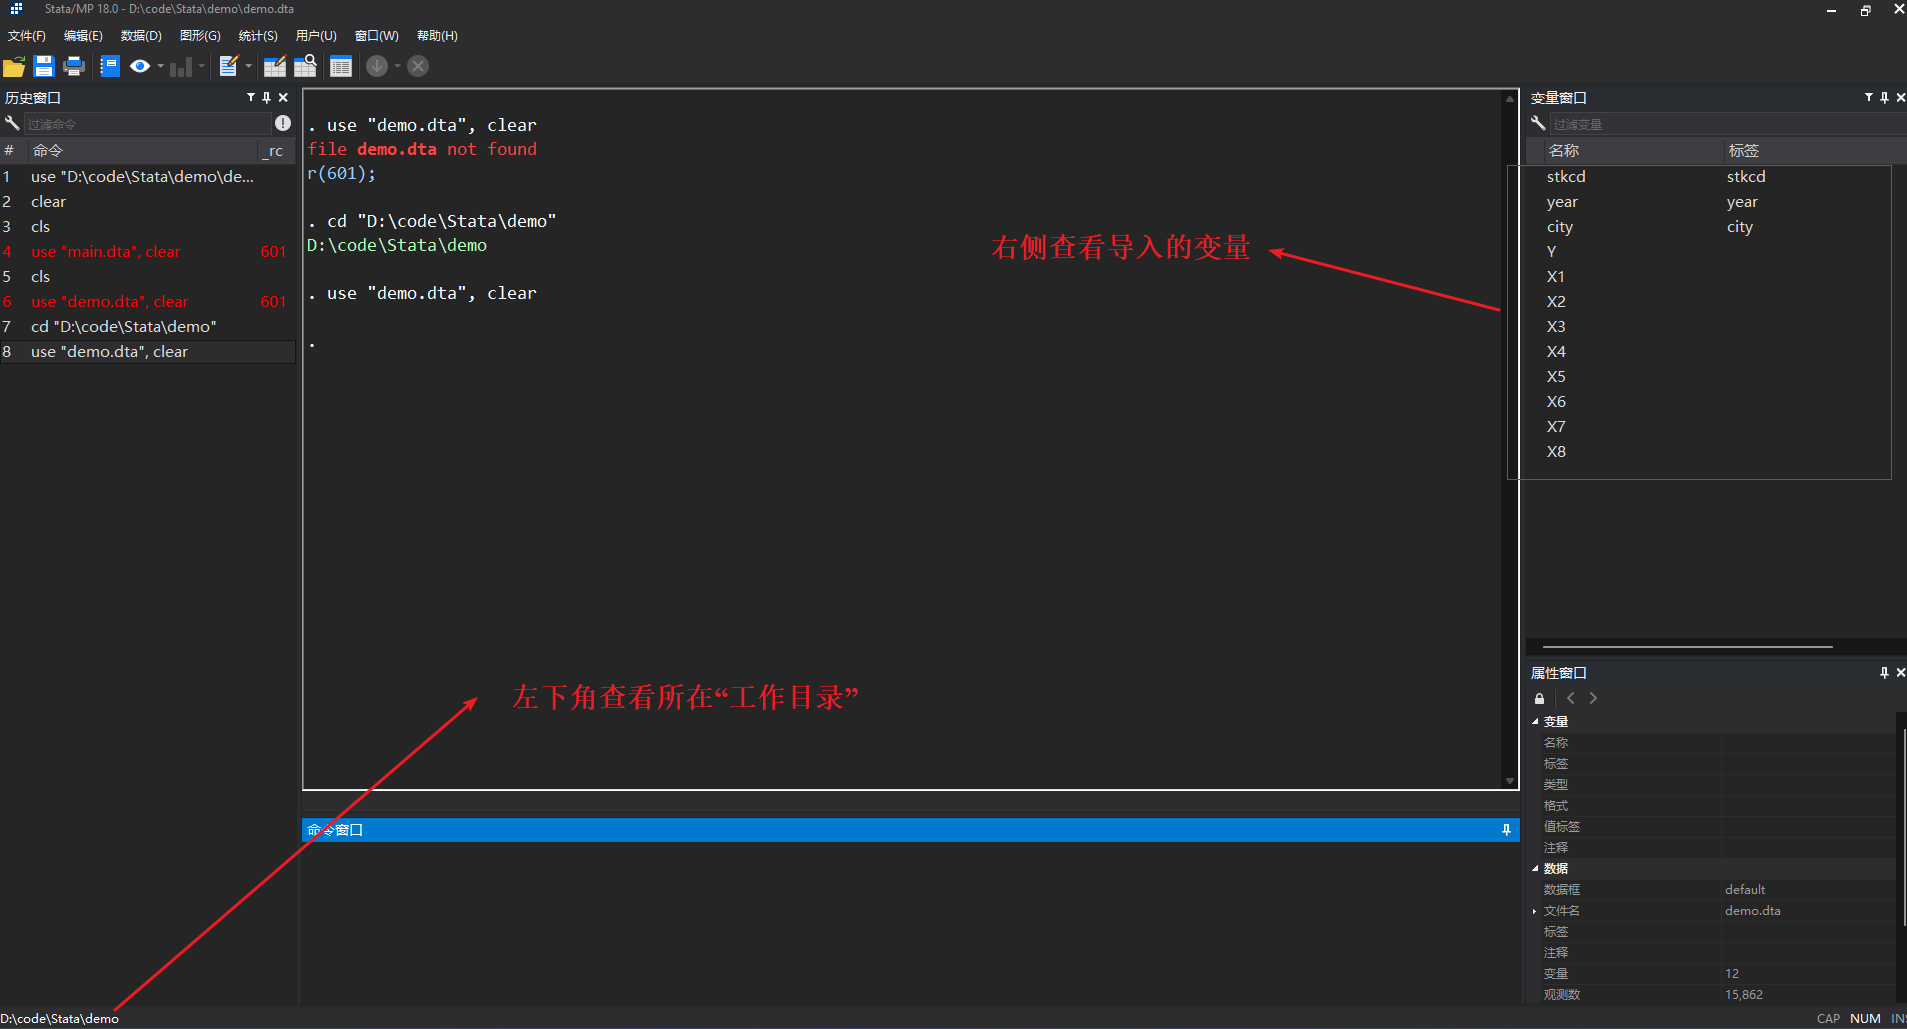 Stata/MP 18.0 - D:\code\Stata\demo\demo.dta
文件(F) 编辑(E) 数据(D) 图形(G) 统计(S) 用户(U) 窗口(W) 帮助(H)
历史窗口
过滤命令
# 命令 _rc
1 use "D:\code\Stata\demo\de...
2 clear
3 cls
4 use "main.dta", clear 601
5 cls
6 use "demo.dta", clear 601
7 cd "D:\code\Stata\demo"
8 use "demo.dta", clear
. use "demo.dta", clear
file demo.dta not found
r(601);
. cd "D:\code\Stata\demo"
D:\code\Stata\demo
. use "demo.dta", clear
.
右侧查看导入的变量
左下角查看所在“工作目录”
命令窗口
变量窗口
过滤变量
名称 标签
stkcd stkcd
year year
city city
Y
X1
X2
X3
X4
X5
X6
X7
X8
属性窗口
变量
名称
标签
类型
格式
值标签
注释
数据
数据框 default
文件名 demo.dta
标签
注释
变量 12
观测数 15,862
D:\code\Stata\demo
CAP NUM IN